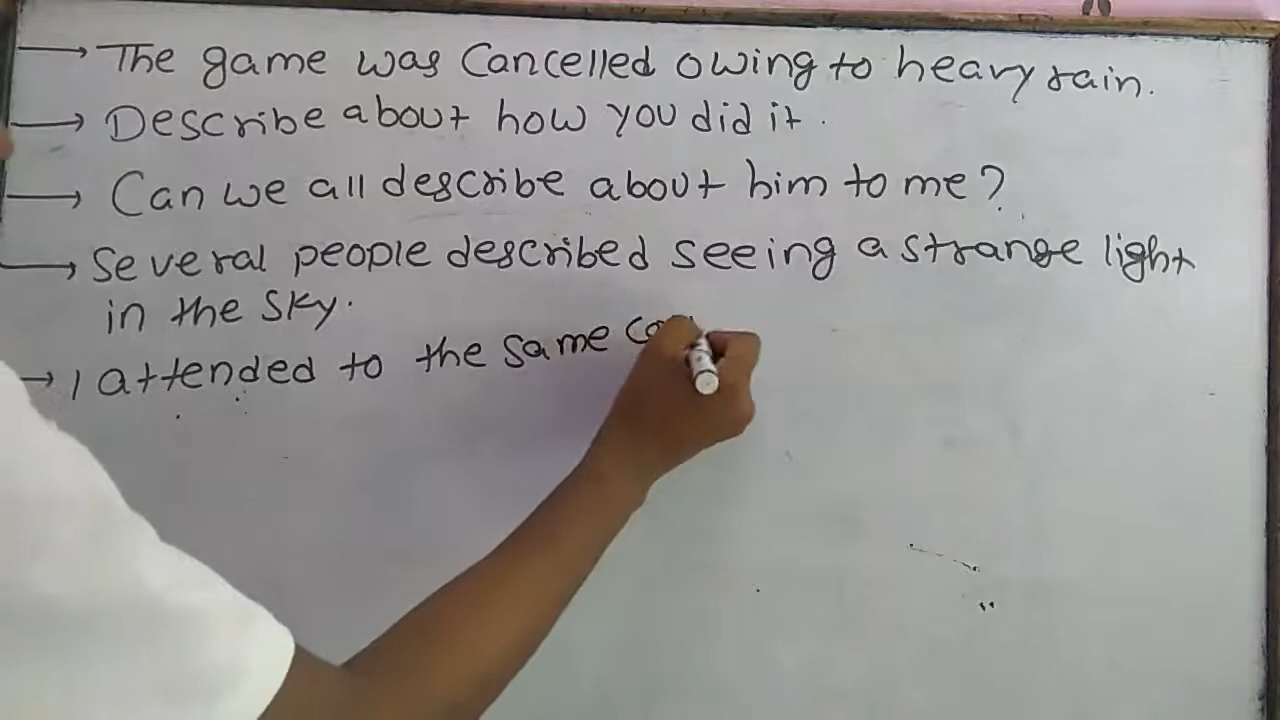 → The game was Cancelled owing to heavy rain.
→ Describe about how you did it.
→ Can we all describe about him to me?
→ Several people described seeing a strange light
in the sky.
→ I attended to the same